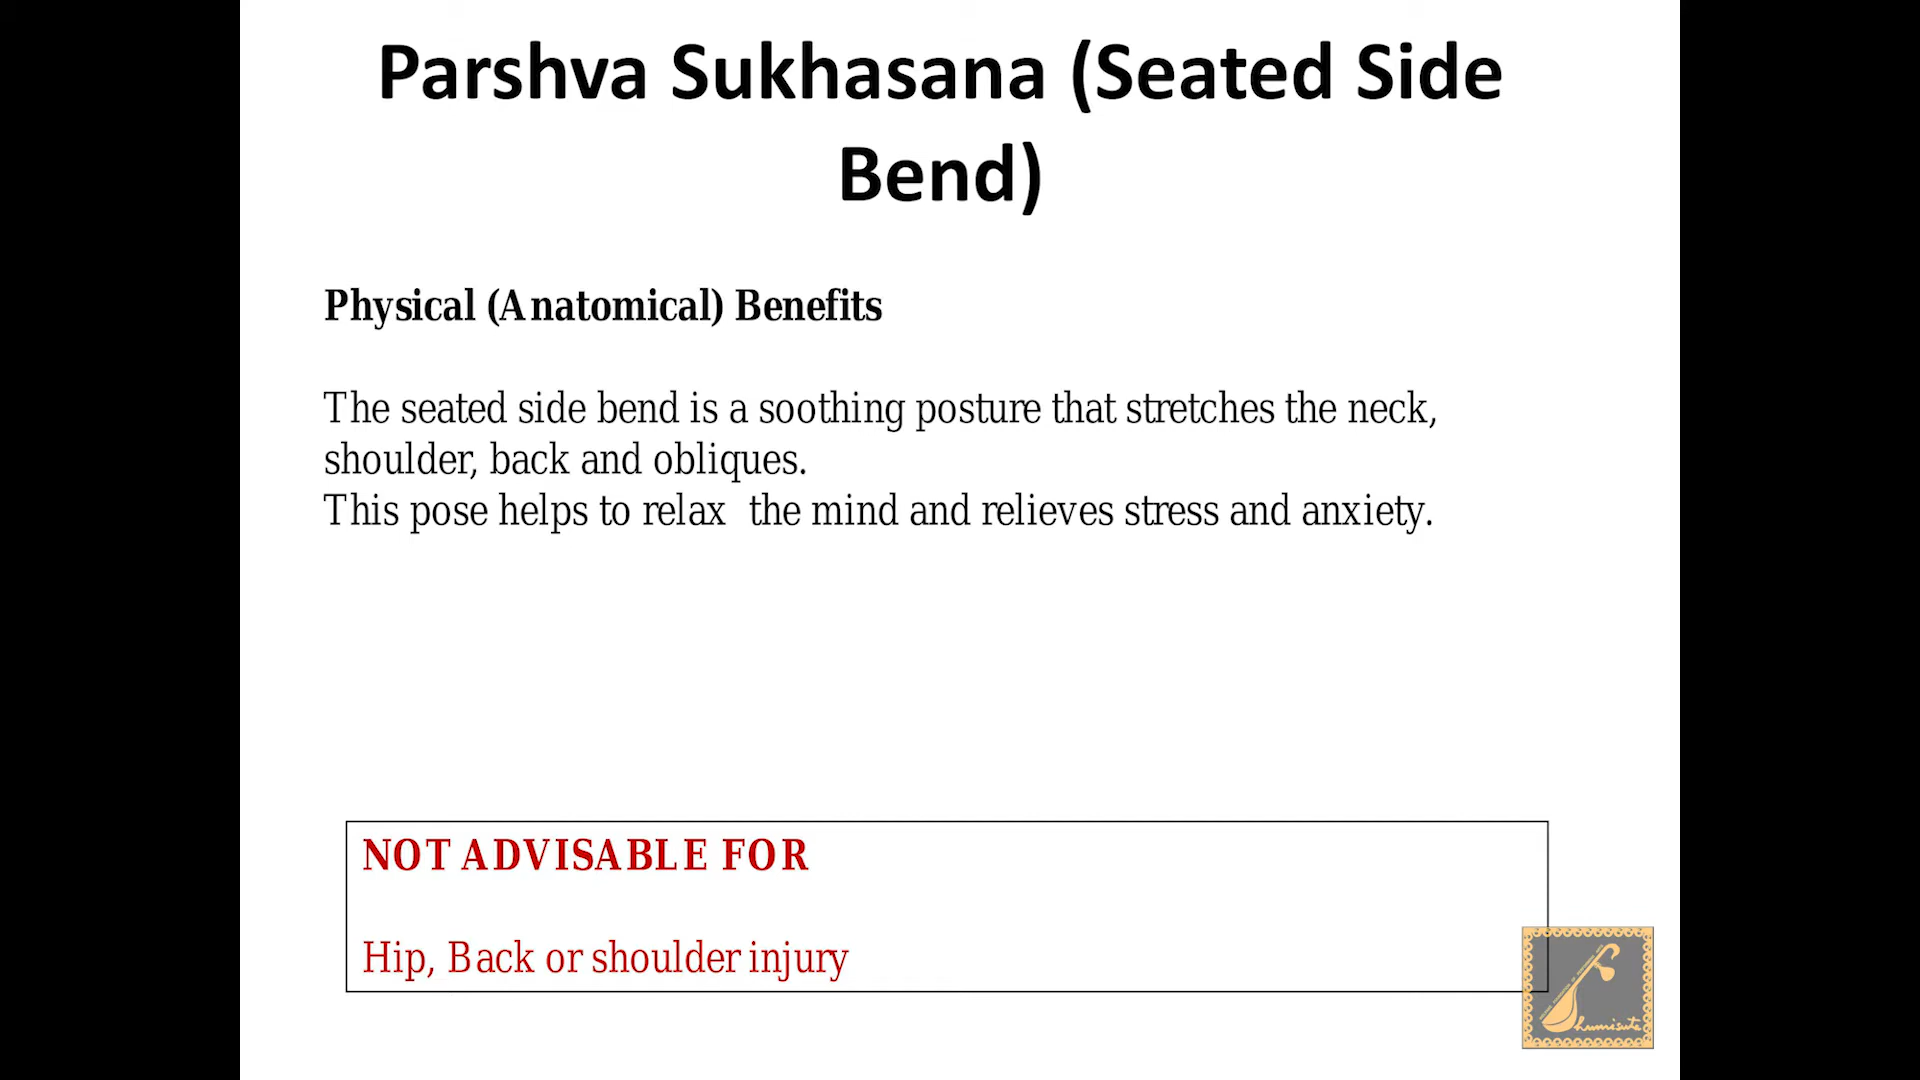 Parshva Sukhasana (Seated Side
Bend)
Physical (Anatomical) Benefits
The seated side bend is a soothing posture that stretches the neck,
shoulder, back and obliques.
This pose helps to relax  the mind and relieves stress and anxiety.
NOT ADVISABLE FOR
Hip, Back or shoulder injury